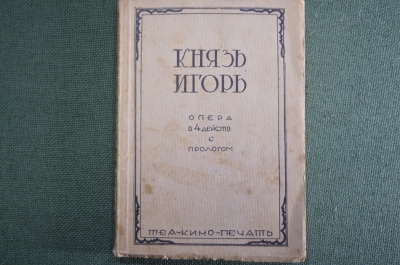 КНЯЗЬ
ИГОРЬ
ОПЕРА
В 4 ДЕЙСТВ
С
ПРОЛОГОМ
ТЕА-КИНО-ПЕЧАТЬ